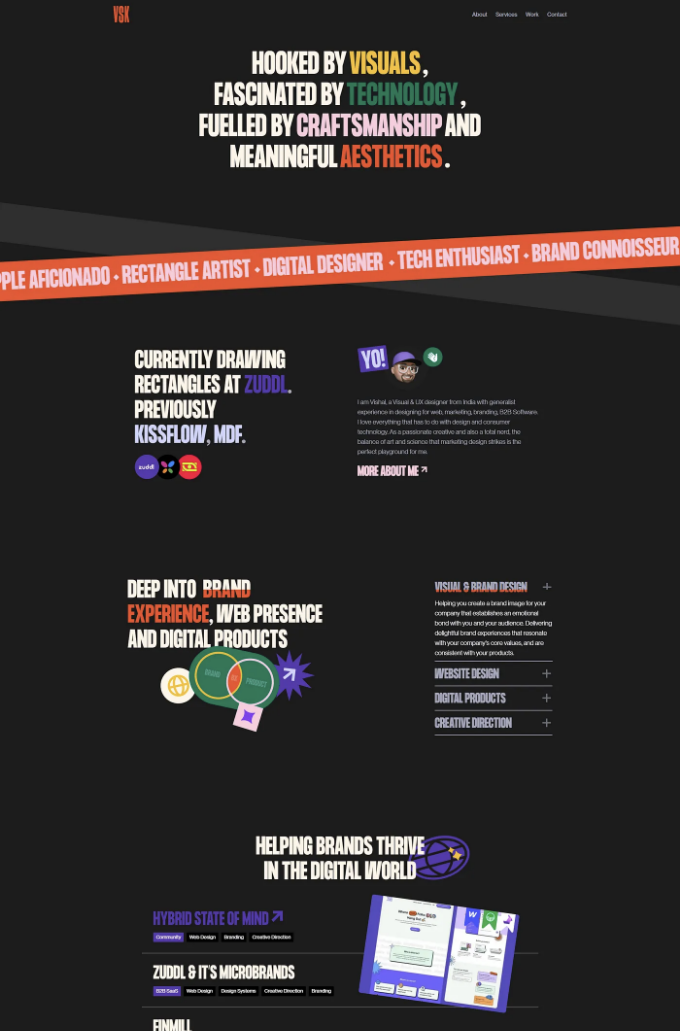 VSK
About Services Work Contact
HOOKED BY VISUALS,
FASCINATED BY TECHNOLOGY,
FUELLED BY CRAFTSMANSHIP AND
MEANINGFUL AESTHETICS.
PPLE AFICIONADO • RECTANGLE ARTIST • DIGITAL DESIGNER • TECH ENTHUSIAST • BRAND CONNOISSEUR
CURRENTLY DRAWING
RECTANGLES AT ZUDDL.
PREVIOUSLY
KISSFLOW, MDF.
zuddl
YO!
I am Vishal, a Visual & UX designer from India with generalist
experience in designing for web, marketing, branding, B2B Software.
I love everything that has to do with design and consumer
technology. As a passionate creative and also a total nerd, the
balance of art and science that marketing design strikes is the
perfect playground for me.
MORE ABOUT ME
DEEP INTO BRAND
EXPERIENCE, WEB PRESENCE
AND DIGITAL PRODUCTS
BRAND
UX
PRODUCT
VISUAL & BRAND DESIGN
Helping you create a brand image for your
company that establishes an emotional
bond with you and your audience. Delivering
delightful brand experiences that resonate
with your company's core values, and are
consistent with your products.
WEBSITE DESIGN
DIGITAL PRODUCTS
CREATIVE DIRECTION
HELPING BRANDS THRIVE
IN THE DIGITAL WORLD
HYBRID STATE OF MIND
Community Web Design Branding Creative Direction
ZUDDL & IT'S MICROBRANDS
B2B SaaS Web Design Design Systems Creative Direction Branding
FINMILL